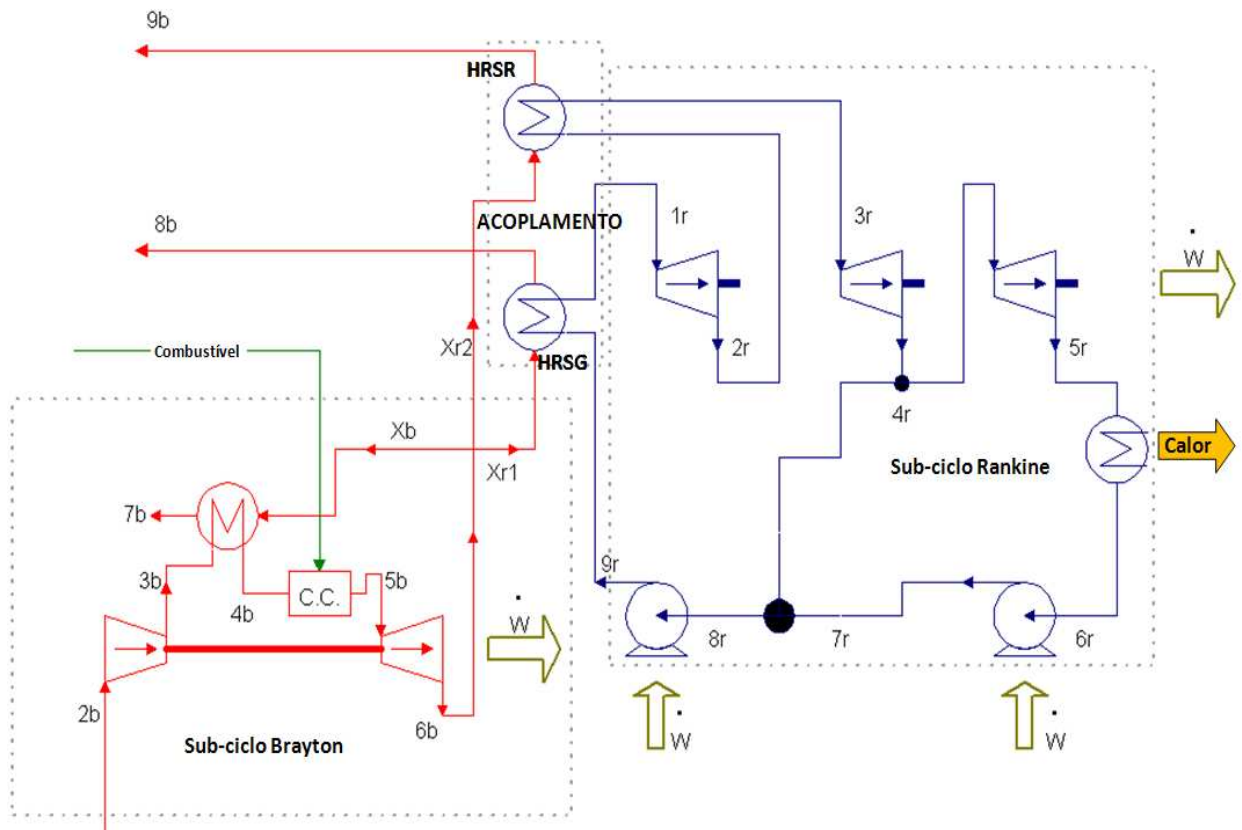 9b
HRSR
ACOPLAMENTO
8b
1r
3r
Ẇ
Combustível
Xr2
HRSG
2r
5r
4r
Xb
Xr1
Sub-ciclo Rankine
Calor
7b
3b
4b
C.C.
5b
9r
Ẇ
8r
7r
6r
2b
6b
Sub-ciclo Brayton
Ẇ
Ẇ